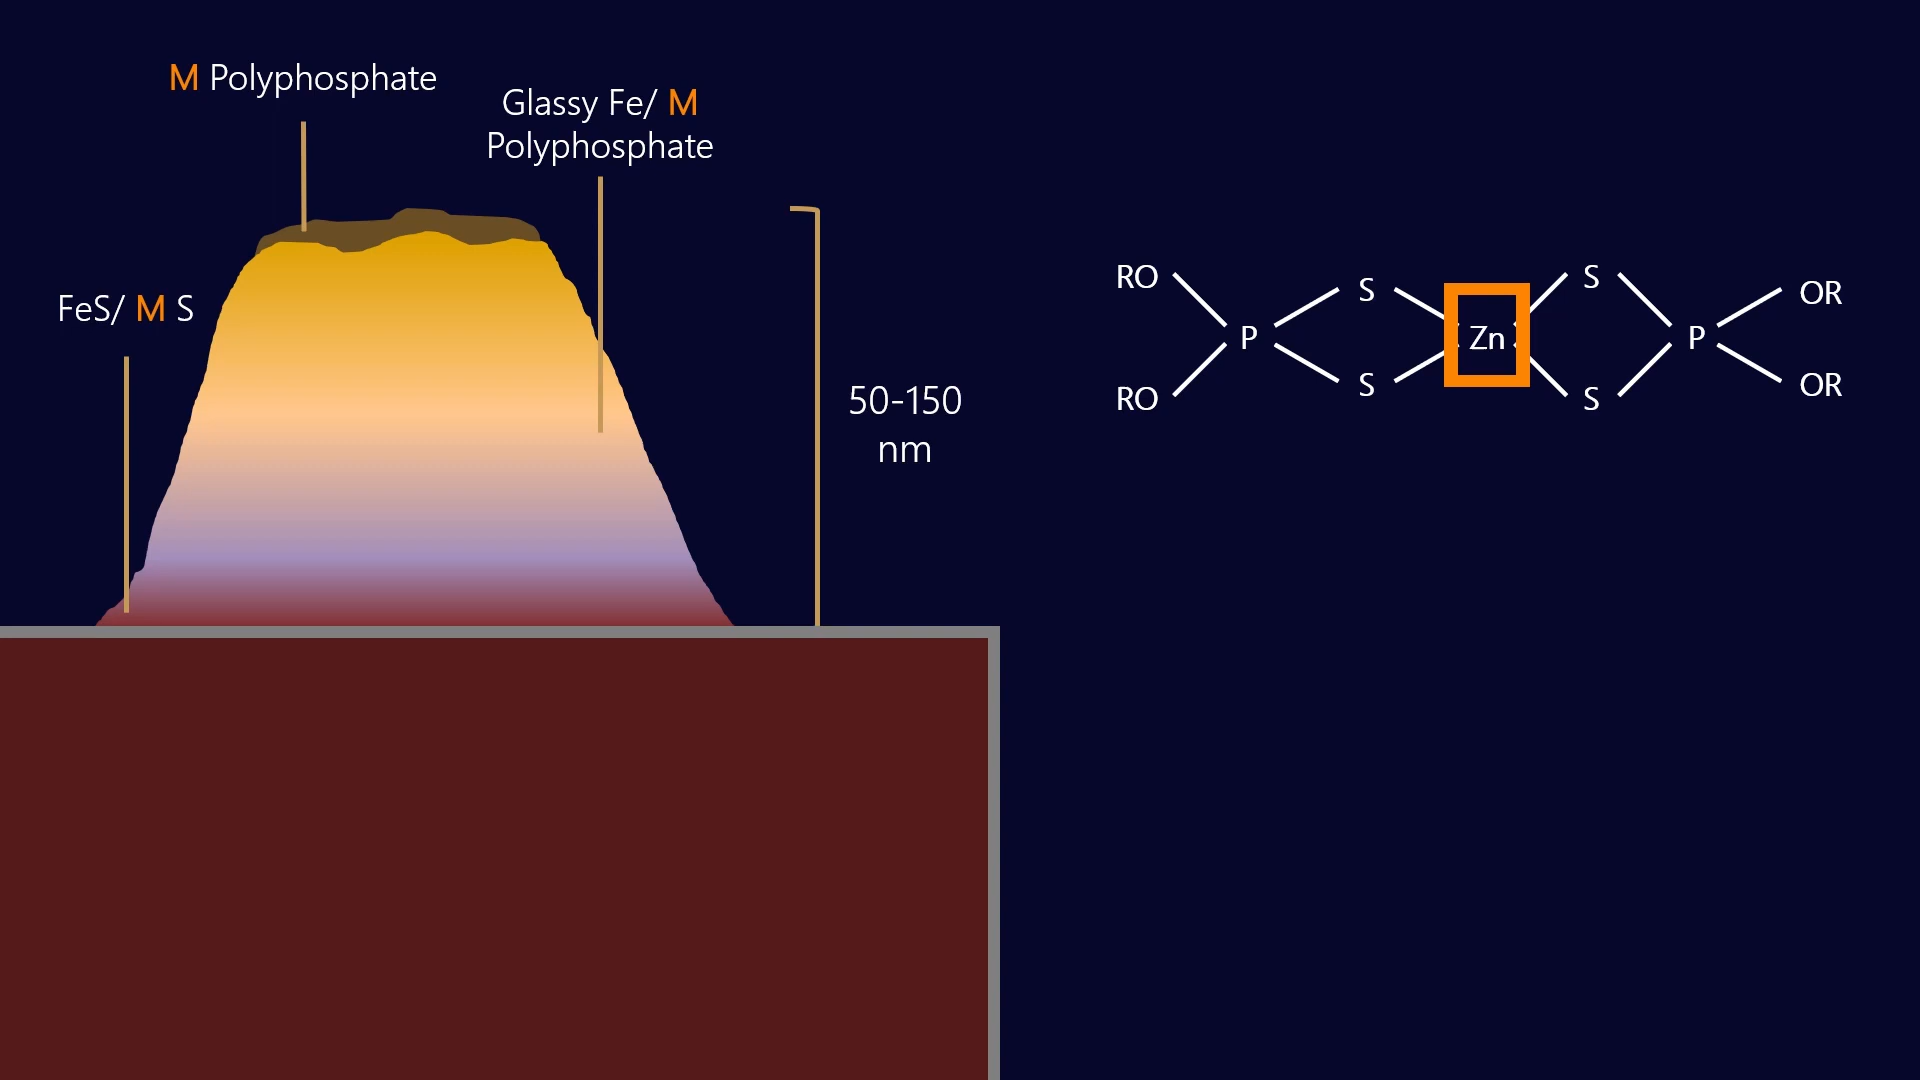 M Polyphosphate
Glassy Fe/ M
Polyphosphate
FeS/ M S
50-150
nm
RO
S
S
OR
P
Zn
P
RO
S
S
OR